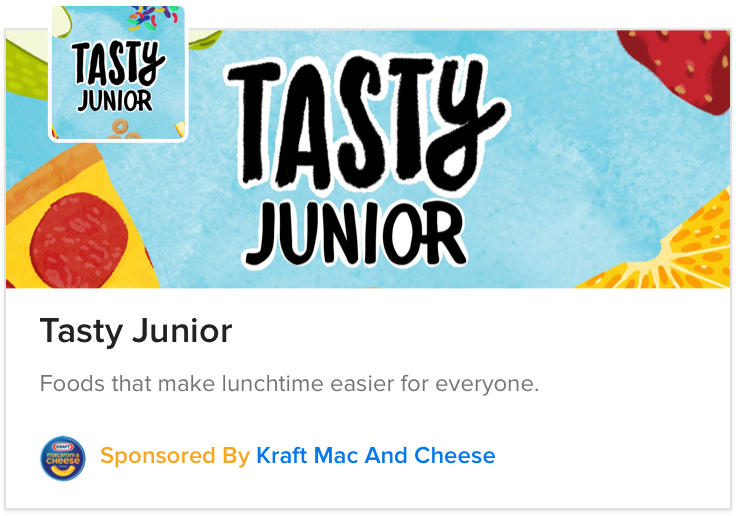 TASTY
JUNIOR
TASTY
JUNIOR
Tasty Junior
Foods that make lunchtime easier for everyone.
KRAFT
macaroni &
CHEESE
Sponsored By Kraft Mac And Cheese